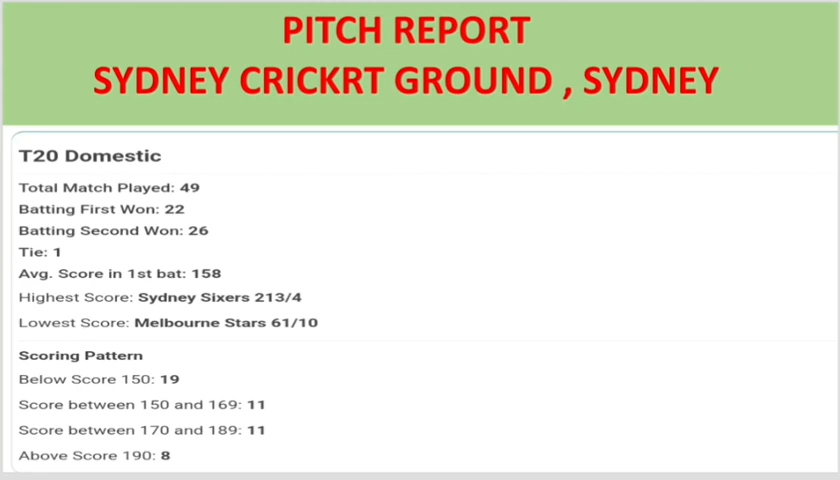 PITCH REPORT
SYDNEY CRICKRT GROUND , SYDNEY
T20 Domestic
Total Match Played: 49
Batting First Won: 22
Batting Second Won: 26
Tie: 1
Avg. Score in 1st bat: 158
Highest Score: Sydney Sixers 213/4
Lowest Score: Melbourne Stars 61/10
Scoring Pattern
Below Score 150: 19
Score between 150 and 169: 11
Score between 170 and 189: 11
Above Score 190: 8